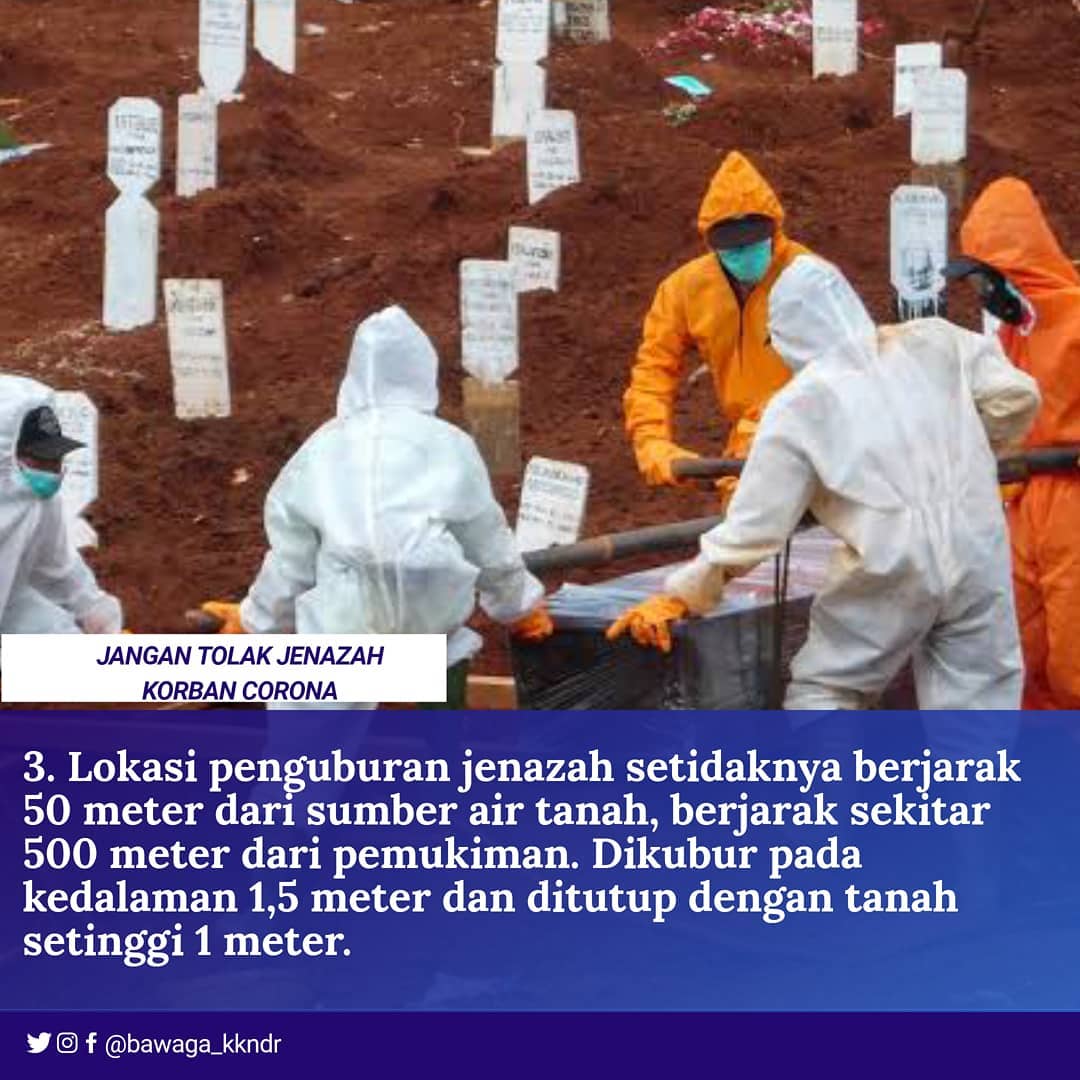 JANGAN TOLAK JENAZAH
KORBAN CORONA
3. Lokasi penguburan jenazah setidaknya berjarak
50 meter dari sumber air tanah, berjarak sekitar
500 meter dari pemukiman. Dikubur pada
kedalaman 1,5 meter dan ditutup dengan tanah
setinggi 1 meter.
@bawaga_kkndr